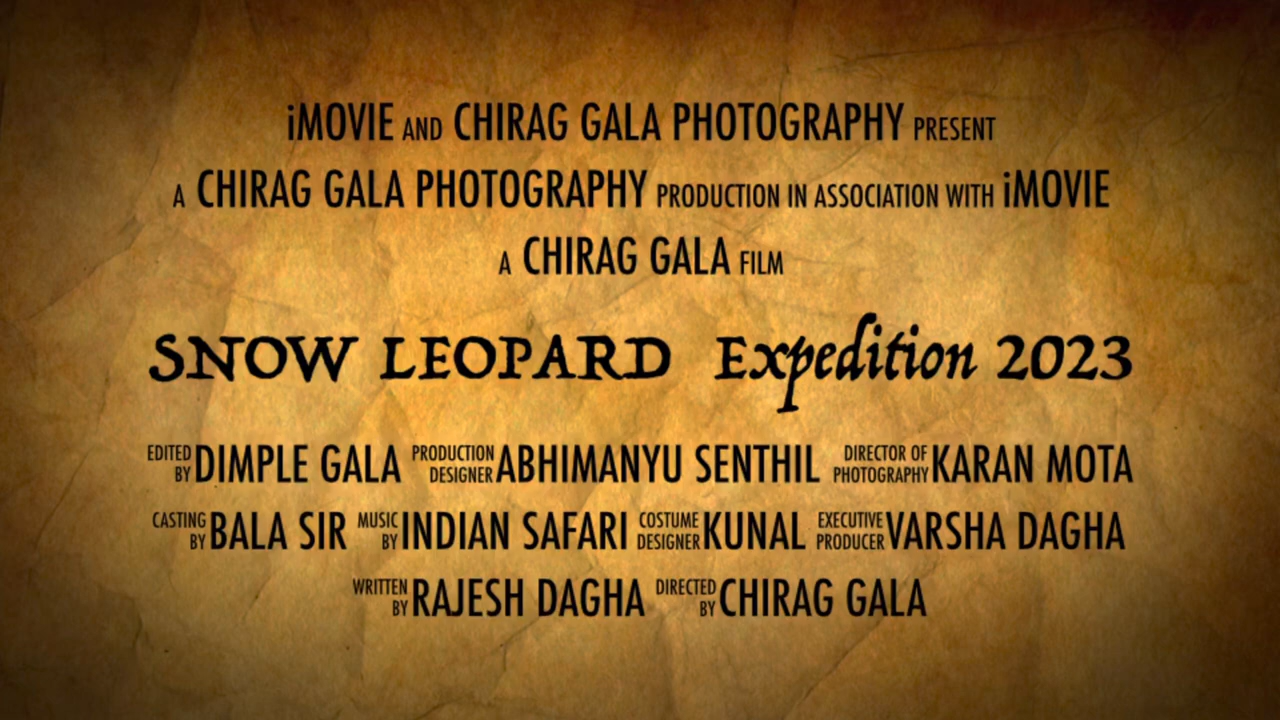 iMOVIE AND CHIRAG GALA PHOTOGRAPHY PRESENT
A CHIRAG GALA PHOTOGRAPHY PRODUCTION IN ASSOCIATION WITH iMOVIE
A CHIRAG GALA FILM
SNOW LEOPARD Expedition 2023
EDITED BY DIMPLE GALA PRODUCTION DESIGNER ABHIMANYU SENTHIL DIRECTOR OF PHOTOGRAPHY KARAN MOTA
CASTING BY BALA SIR MUSIC BY INDIAN SAFARI COSTUME DESIGNER KUNAL EXECUTIVE PRODUCER VARSHA DAGHA
WRITTEN BY RAJESH DAGHA DIRECTED BY CHIRAG GALA